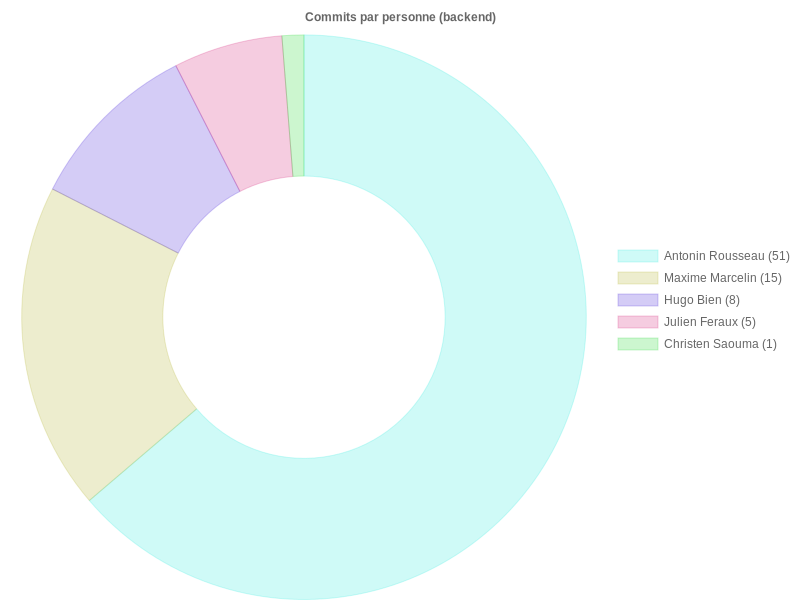 Commits par personne (backend)
Antonin Rousseau (51)
Maxime Marcelin (15)
Hugo Bien (8)
Julien Feraux (5)
Christen Saouma (1)